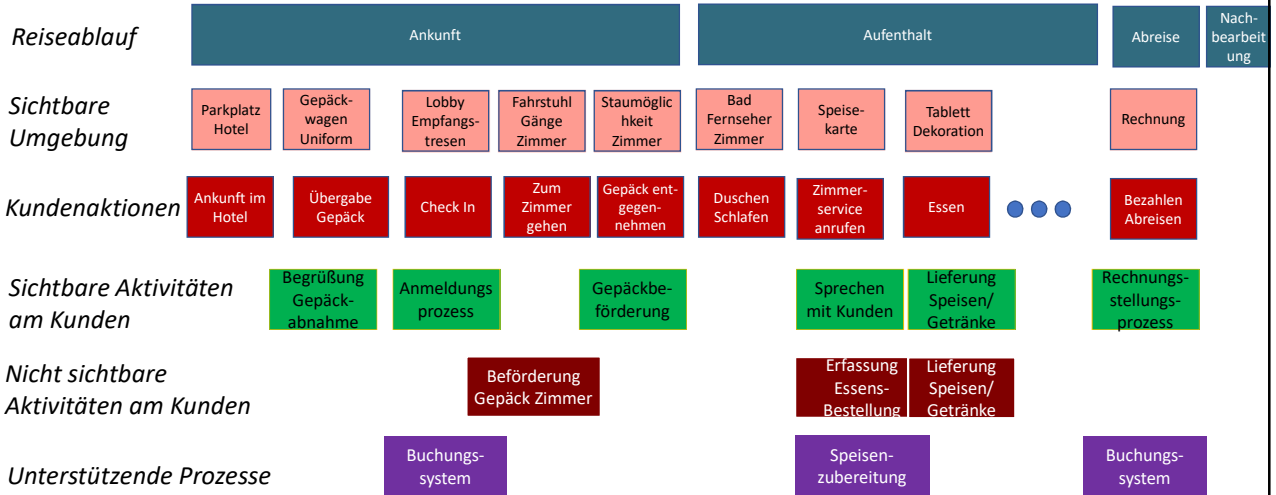 Reiseablauf
Ankunft
Aufenthalt
Abreise
Nach-
bearbeit
ung
Sichtbare
Umgebung
Parkplatz
Hotel
Gepäck-
wagen
Uniform
Lobby
Empfangs-
tresen
Fahrstuhl
Gänge
Zimmer
Staumöglic
hkeit
Zimmer
Bad
Fernseher
Zimmer
Speise-
karte
Tablett
Dekoration
Rechnung
Kundenaktionen
Ankunft im
Hotel
Übergabe
Gepäck
Check In
Zum
Zimmer
gehen
Gepäck ent-
gegen-
nehmen
Duschen
Schlafen
Zimmer-
service
anrufen
Essen
Bezahlen
Abreisen
Sichtbare Aktivitäten
am Kunden
Begrüßung
Gepäck-
abnahme
Anmeldungs
prozess
Gepäckbe-
förderung
Sprechen
mit Kunden
Lieferung
Speisen/
Getränke
Rechnungs-
stellungs-
prozess
Nicht sichtbare
Aktivitäten am Kunden
Beförderung
Gepäck Zimmer
Erfassung
Essens-
Bestellung
Lieferung
Speisen/
Getränke
Unterstützende Prozesse
Buchungs-
system
Speisen-
zubereitung
Buchungs-
system